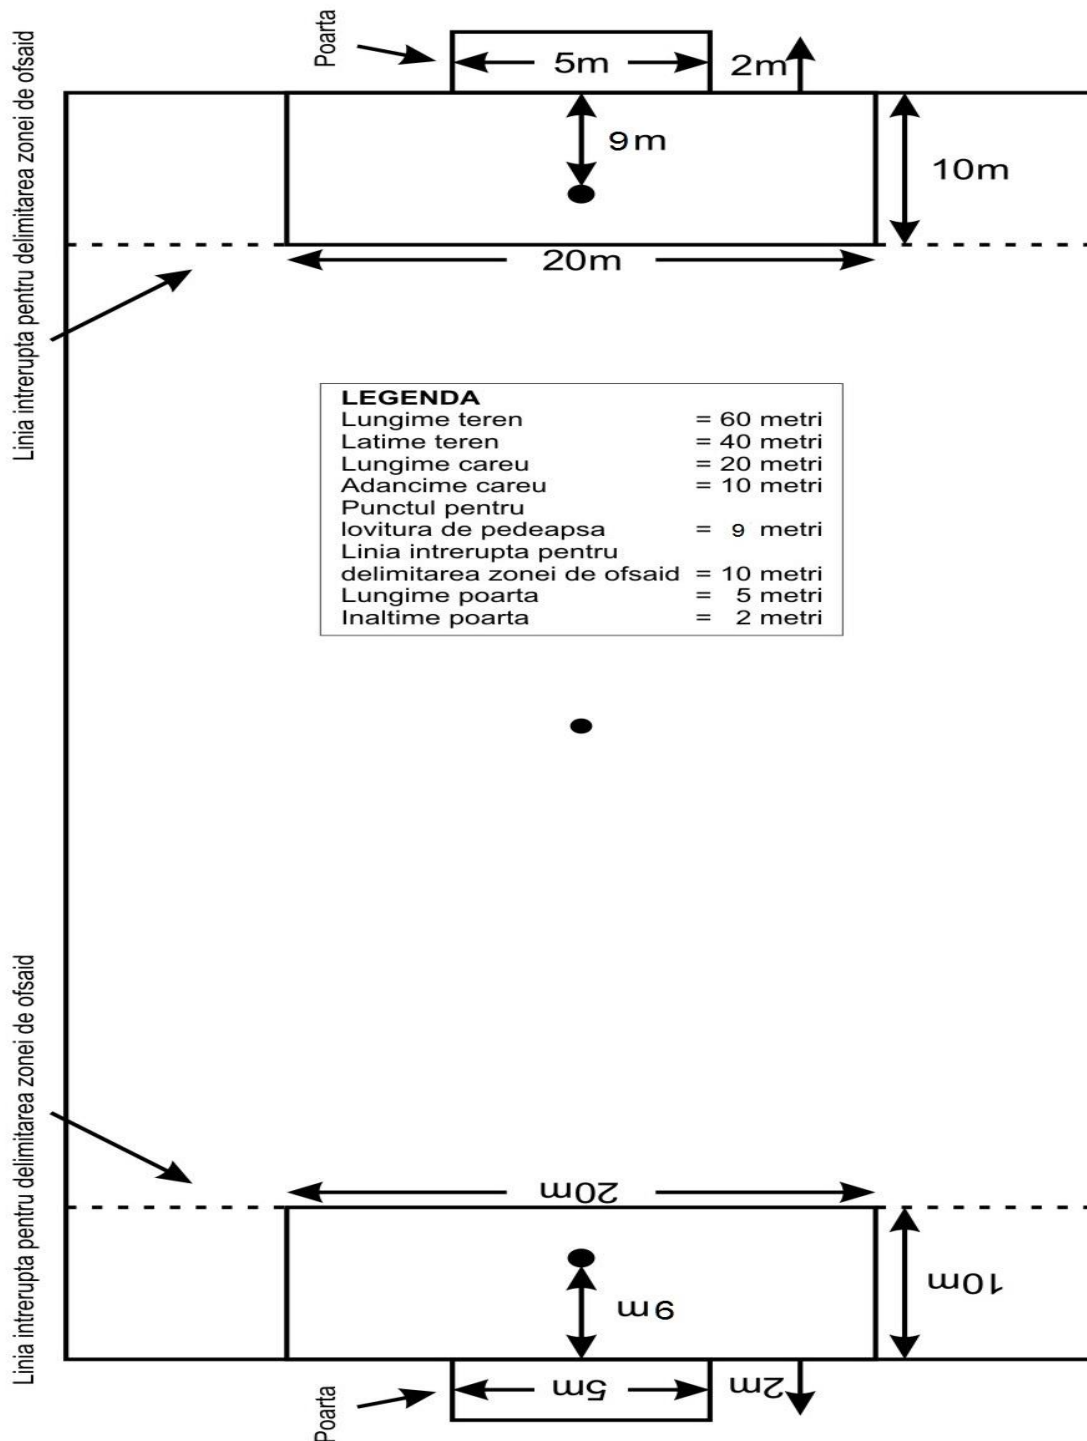 Linia intrerupta pentru delimitarea zonei de ofsaid
Poarta
5m
2m
9m
10m
20m
LEGENDA
Lungime teren = 60 metri
Latime teren = 40 metri
Lungime careu = 20 metri
Adancime careu = 10 metri
Punctul pentru
lovitura de pedeapsa = 9 metri
Linia intrerupta pentru
delimitarea zonei de ofsaid = 10 metri
Lungime poarta = 5 metri
Inaltime poarta = 2 metri
Linia intrerupta pentru delimitarea zonei de ofsaid
20m
10m
9m
5m
2m
Poarta